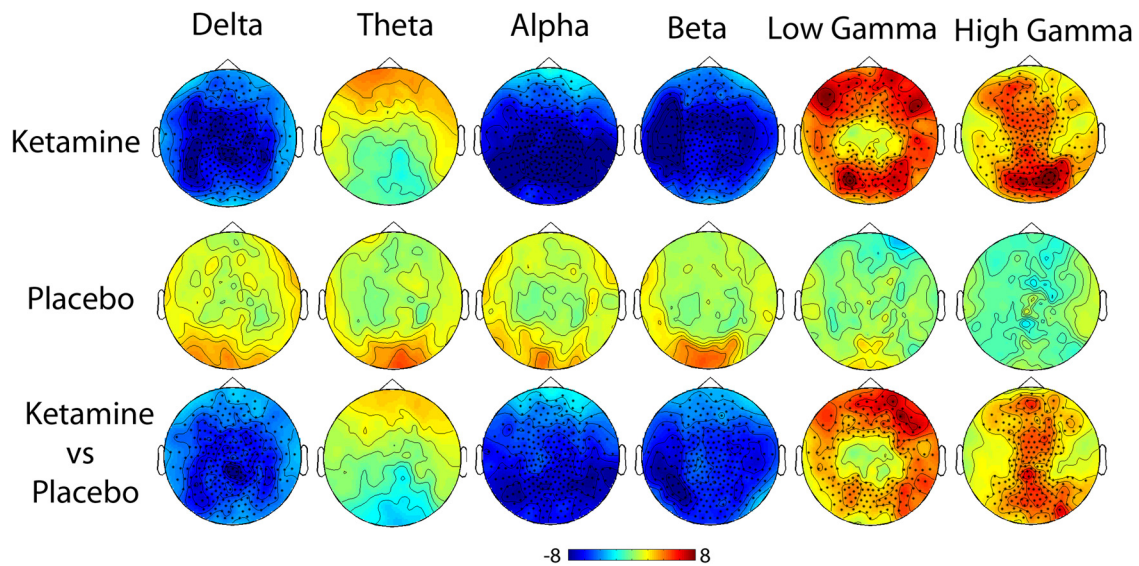 Delta Theta Alpha Beta Low Gamma High Gamma
Ketamine
Placebo
Ketamine
vs
Placebo
-8 8